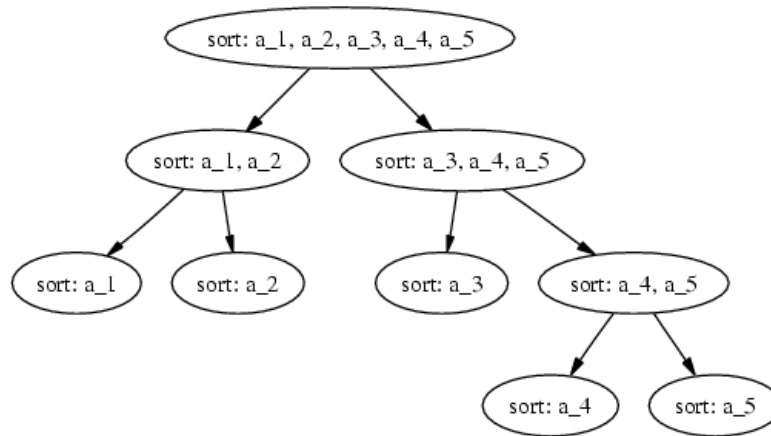 sort: a_1, a_2, a_3, a_4, a_5
sort: a_1, a_2
sort: a_3, a_4, a_5
sort: a_1
sort: a_2
sort: a_3
sort: a_4, a_5
sort: a_4
sort: a_5